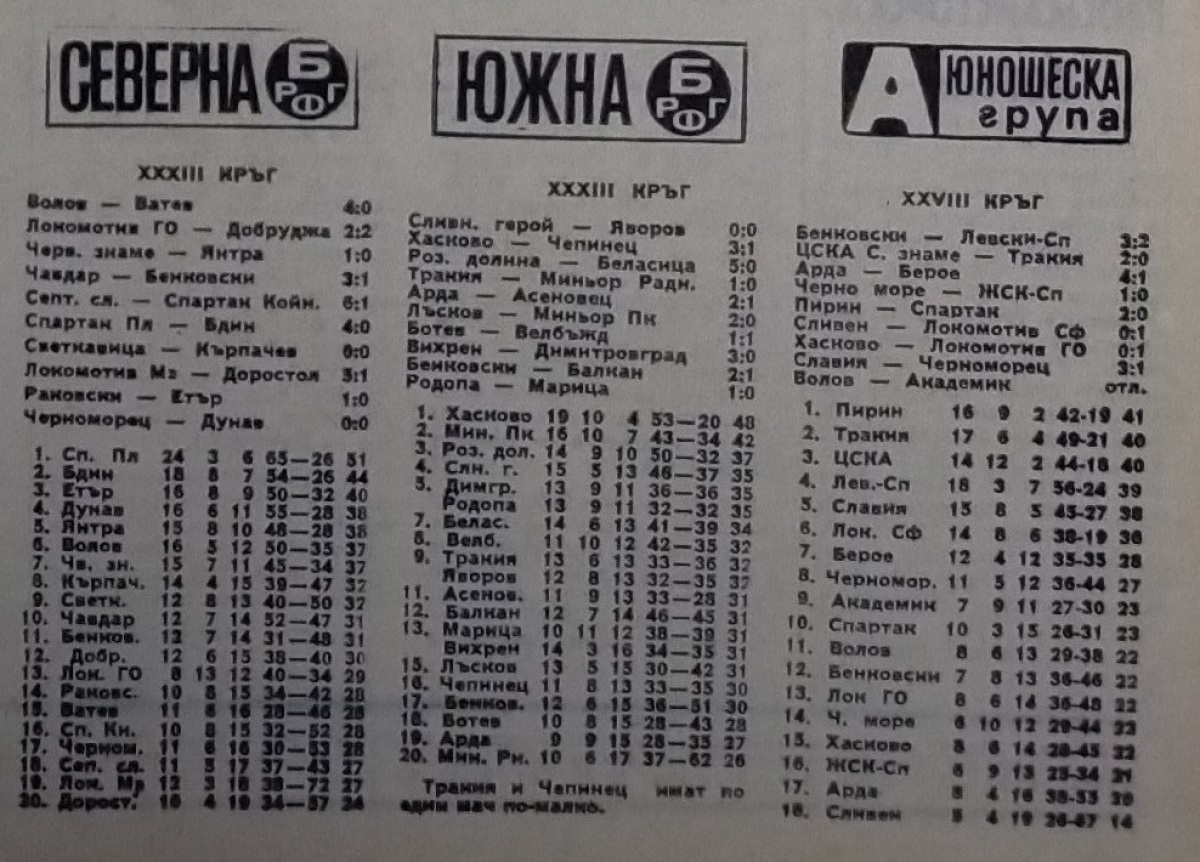 СЕВЕРНА Б РФГ
XXXIII КРЪГ
Волов — Ватев 4:0
Локомотив ГО — Добруджа 2:2
Черв. знаме — Янтра 1:0
Чавдар — Бенковски 3:1
Септ. сл. — Спартак Койн. 6:1
Спартак Пл — Бдин 4:0
Светкавица — Кърпачев 0:0
Локомотив Мз — Доростол 3:1
Раковски — Етър 1:0
Черноморец — Дунав 0:0
1. Сп. Пл 24 3 6 65—26 51
2. Бдин 18 8 7 54—26 44
3. Етър 16 8 9 50—32 40
4. Дунав 16 6 11 55—28 38
5. Янтра 15 8 10 48—28 38
6. Волов 16 5 12 50—35 37
7. Чв. зн. 15 7 11 45—34 37
8. Кърпач. 14 4 15 39—47 32
9. Светк. 12 8 13 40—50 32
10. Чавдар 12 7 14 52—47 31
11. Бенков. 12 7 14 31—48 31
12. Добр. 12 6 15 38—40 30
13. Лок. ГО 8 13 12 40—34 29
14. Раковс. 10 8 15 34—42 28
15. Ватев 11 6 16 28—46 28
16. Сп. Кн. 10 8 15 32—52 28
17. Черном. 11 6 16 30—53 28
18. Сеп. сл. 11 5 17 37—43 27
19. Лок. Мр 12 3 18 38—72 27
20. Дорост. 10 4 19 34—57 24
ЮЖНА Б РФГ
XXXIII КРЪГ
Сливн. герой — Яворов 0:0
Хасково — Чепинец 3:1
Роз. долина — Беласица 5:0
Тракия — Миньор Радн. 1:0
Арда — Асеновец 2:1
Лъсков — Миньор Пк 2:0
Ботев — Велбъжд 1:1
Вихрен — Димитровград 3:0
Бенковски — Балкан 2:1
Родопа — Марица 1:0
1. Хасково 19 10 4 53—20 48
2. Мин. Пк 16 10 7 43—34 42
3. Роз. дол. 14 9 10 50—32 37
4. Слн. г. 15 5 13 46—37 35
5. Димгр. 13 9 11 36—36 35
Родопа 13 9 11 32—32 35
7. Белас. 14 6 13 41—39 34
8. Велб. 11 10 12 42—35 32
9. Тракия 13 6 13 33—36 32
Яворов 12 8 13 32—35 32
11. Асенов. 11 9 13 33—28 31
12. Балкан 12 7 14 46—45 31
13. Марица 10 11 12 38—39 31
Вихрен 14 3 16 34—35 31
15. Лъсков 13 5 15 30—42 31
16. Чепинец 11 8 13 33—35 30
17. Бенков. 12 6 15 36—51 30
18. Ботев 10 8 15 28—43 28
19. Арда 9 9 15 28—35 27
20. Мин. Рн. 10 6 17 37—62 26
Тракия и Чепинец имат по
един мач по-малко.
А ЮНОШЕСКА
група
XXVIII КРЪГ
Бенковски — Левски-Сп 3:2
ЦСКА С. знаме — Тракия 2:0
Арда — Берое 4:1
Черно море — ЖСК-Сп 1:0
Пирин — Спартак 2:0
Сливен — Локомотив СФ 0:1
Хасково — Локомотив ГО 0:1
Славия — Черноморец 3:1
Волов — Академик отл.
1. Пирин 16 9 2 42-19 41
2. Тракия 17 6 4 49-21 40
3. ЦСКА 14 12 2 44-18 40
4. Лев.-Сп 18 3 7 56-24 39
5. Славия 15 8 5 45-27 38
6. Лок. Сф 14 8 6 38-19 36
7. Берое 12 4 12 35-35 28
8. Черномор. 11 5 12 36-44 27
9. Академик 7 9 11 27-30 23
10. Спартак 10 3 15 26-31 23
11. Волов 8 6 13 29-38 22
12. Бенковски 7 8 13 36-46 22
13. Лок ГО 8 6 14 36-48 22
14. Ч. море 6 10 12 29-44 22
15. Хасково 8 6 14 28-45 22
16. ЖСК-Сп 6 9 13 25-34 21
17. Арда 8 4 16 38-53 20
18. Сливен 5 4 19 26-67 14